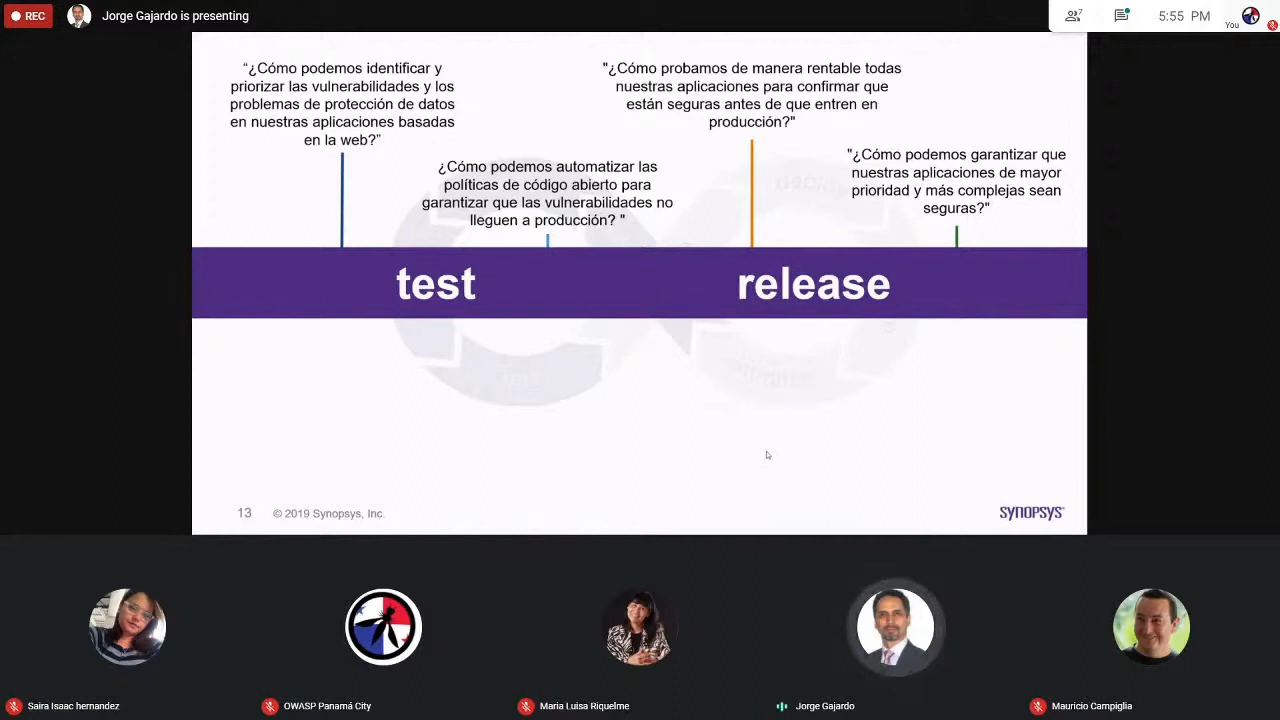 REC
Jorge Gajardo is presenting
7
5:55 PM
You
“¿Cómo podemos identificar y
priorizar las vulnerabilidades y los
problemas de protección de datos
en nuestras aplicaciones basadas
en la web?”
"¿Cómo probamos de manera rentable todas
nuestras aplicaciones para confirmar que
están seguras antes de que entren en
producción?"
¿Cómo podemos automatizar las
políticas de código abierto para
garantizar que las vulnerabilidades no
lleguen a producción? "
"¿Cómo podemos garantizar que
nuestras aplicaciones de mayor
prioridad y más complejas sean
seguras?"
test
release
13
© 2019 Synopsys, Inc.
SYNOPSYS
Saira Isaac hernandez
OWASP Panamá City
Maria Luisa Riquelme
Jorge Gajardo
Mauricio Campiglia